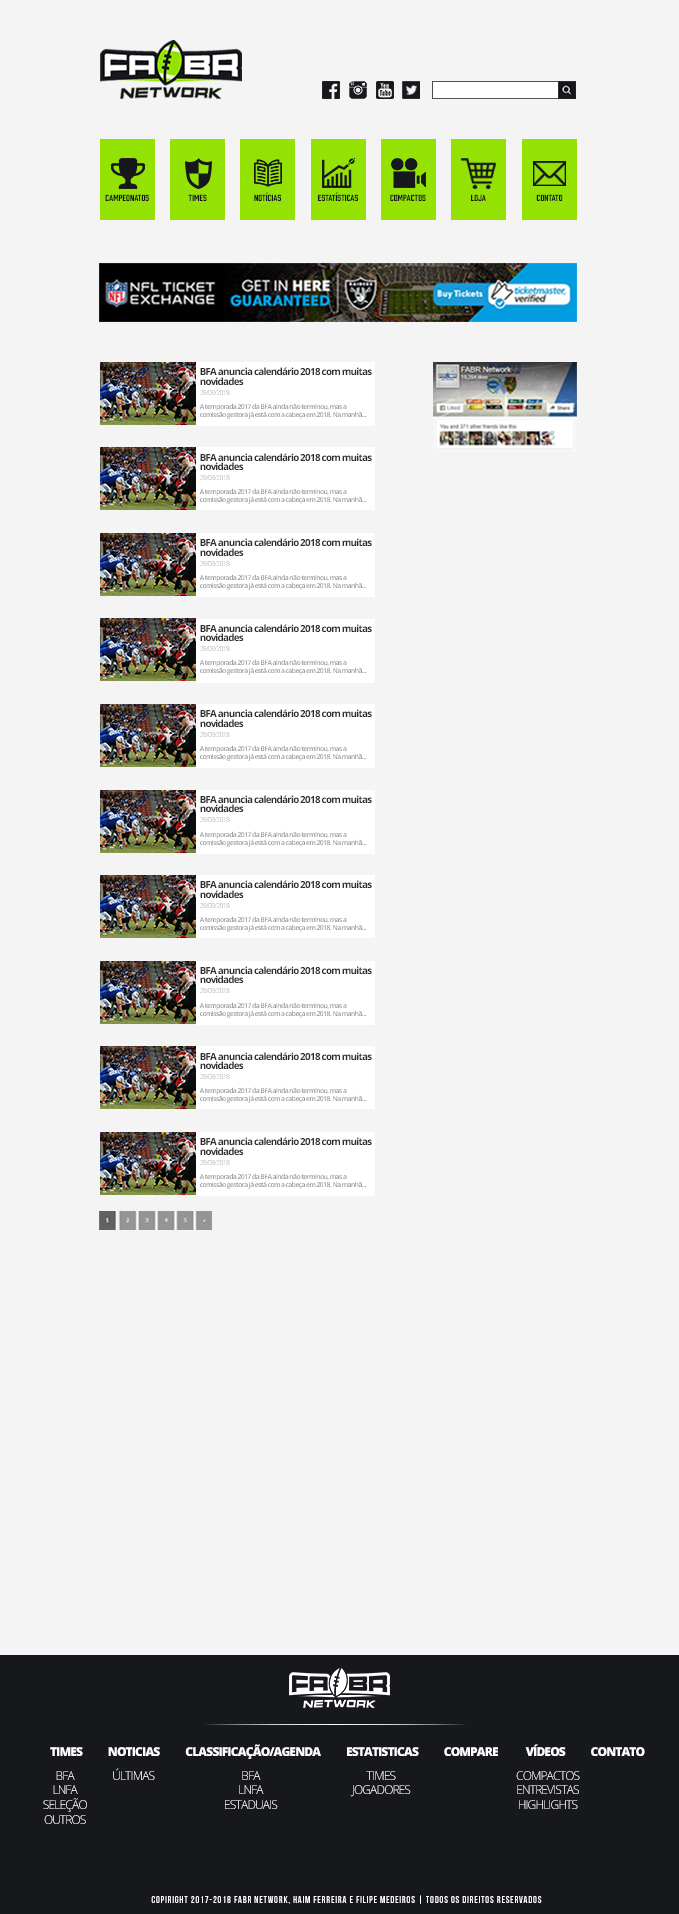 FABR
NETWORK
CAMPEONATOS
TIMES
NOTÍCIAS
ESTATÍSTICAS
COMPACTOS
LOJA
CONTATO
NFL TICKET
EXCHANGE
GET IN HERE
GUARANTEED
RAIDERS
Buy Tickets
ticketmaster
verified
BFA anuncia calendário 2018 com muitas
novidades
28/08/2018
A temporada 2017 da BFA ainda não terminou, mas a
comissão gestora já está com a cabeça em 2018. Na manhã...
FABR Network
Liked
Share
You and 371 other friends like this
BFA anuncia calendário 2018 com muitas
novidades
28/08/2018
A temporada 2017 da BFA ainda não terminou, mas a
comissão gestora já está com a cabeça em 2018. Na manhã...
BFA anuncia calendário 2018 com muitas
novidades
28/08/2018
A temporada 2017 da BFA ainda não terminou, mas a
comissão gestora já está com a cabeça em 2018. Na manhã...
BFA anuncia calendário 2018 com muitas
novidades
28/08/2018
A temporada 2017 da BFA ainda não terminou, mas a
comissão gestora já está com a cabeça em 2018. Na manhã...
BFA anuncia calendário 2018 com muitas
novidades
28/08/2018
A temporada 2017 da BFA ainda não terminou, mas a
comissão gestora já está com a cabeça em 2018. Na manhã...
BFA anuncia calendário 2018 com muitas
novidades
28/08/2018
A temporada 2017 da BFA ainda não terminou, mas a
comissão gestora já está com a cabeça em 2018. Na manhã...
BFA anuncia calendário 2018 com muitas
novidades
28/08/2018
A temporada 2017 da BFA ainda não terminou, mas a
comissão gestora já está com a cabeça em 2018. Na manhã...
BFA anuncia calendário 2018 com muitas
novidades
28/08/2018
A temporada 2017 da BFA ainda não terminou, mas a
comissão gestora já está com a cabeça em 2018. Na manhã...
BFA anuncia calendário 2018 com muitas
novidades
28/08/2018
A temporada 2017 da BFA ainda não terminou, mas a
comissão gestora já está com a cabeça em 2018. Na manhã...
BFA anuncia calendário 2018 com muitas
novidades
28/08/2018
A temporada 2017 da BFA ainda não terminou, mas a
comissão gestora já está com a cabeça em 2018. Na manhã...
1 2 3 4 5 »
FABR
NETWORK
TIMES
BFA
LNFA
SELEÇÃO
OUTROS
NOTICIAS
ÚLTIMAS
CLASSIFICAÇÃO/AGENDA
BFA
LNFA
ESTADUAIS
ESTATISTICAS
TIMES
JOGADORES
COMPARE
VÍDEOS
COMPACTOS
ENTREVISTAS
HIGHLIGHTS
CONTATO
COPIRIGHT 2017-2018 FABR NETWORK, HAIM FERREIRA E FILIPE MEDEIROS | TODOS OS DIREITOS RESERVADOS